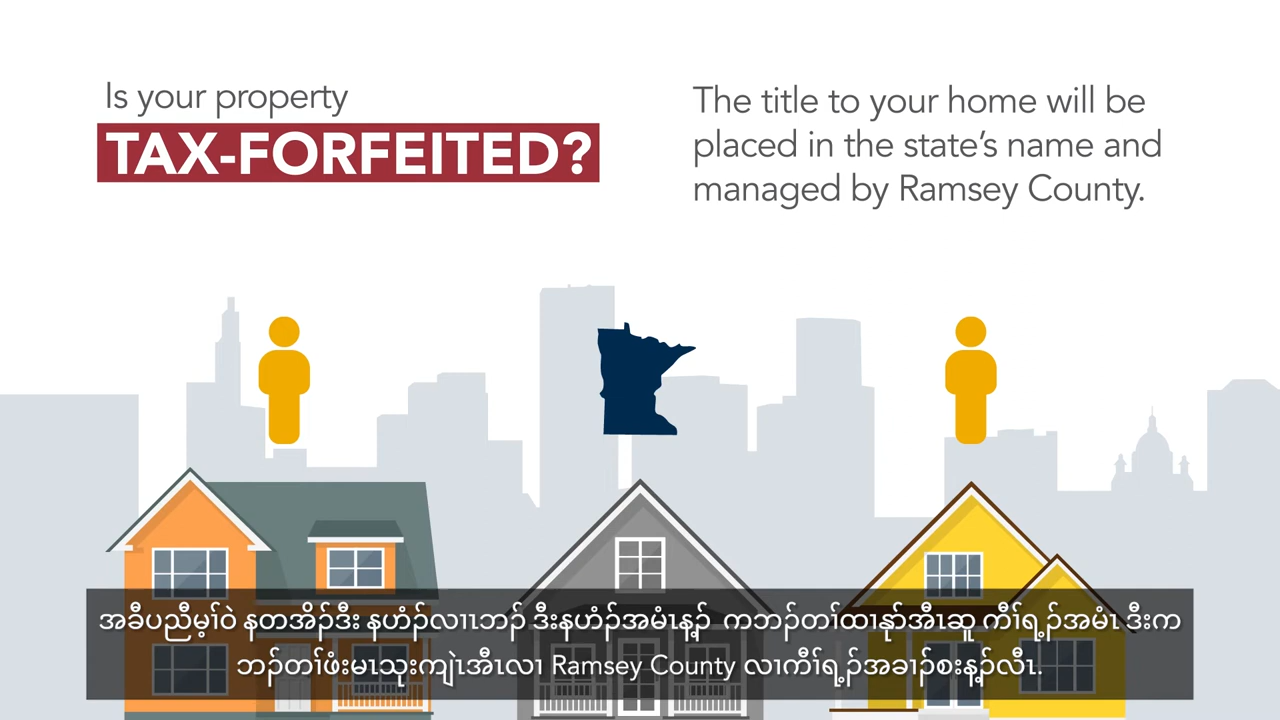 Is your property
TAX-FORFEITED?
The title to your home will be
placed in the state's name and
managed by Ramsey County.
အခီပညီမ့ၢ်ဝဲ နတအိၣ်ဒီး နဟံၣ်လၢၤဘၣ် ဒီးနဟံၣ်အမံၤန့ၣ် ကဘၣ်တၢ်ထၢနုာ်အီၤဆူ ကီၢ်ရ့ၣ်အမံၤ ဒီးက
ဘၣ်တၢ်ဖံးမၤသုးကျဲၤအီၤလၢ Ramsey County လၢကီၢ်ရ့ၣ်အခၢၣ်စးန့ၣ်လီၤ.